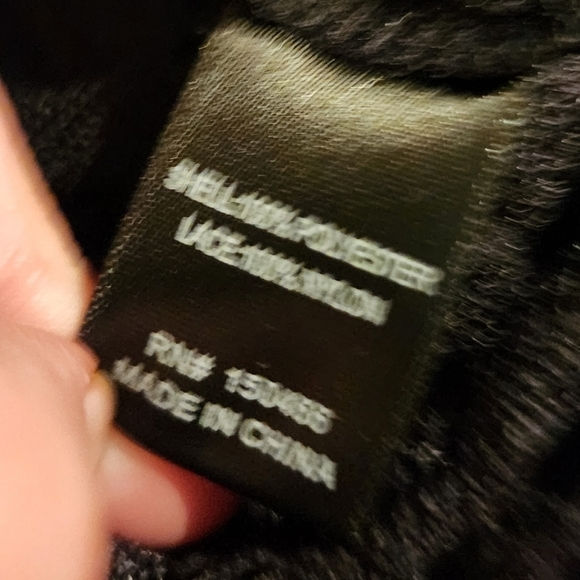 SHELL:100% POLYESTER
LACE:100% NYLON
RN#
MADE IN CHINA